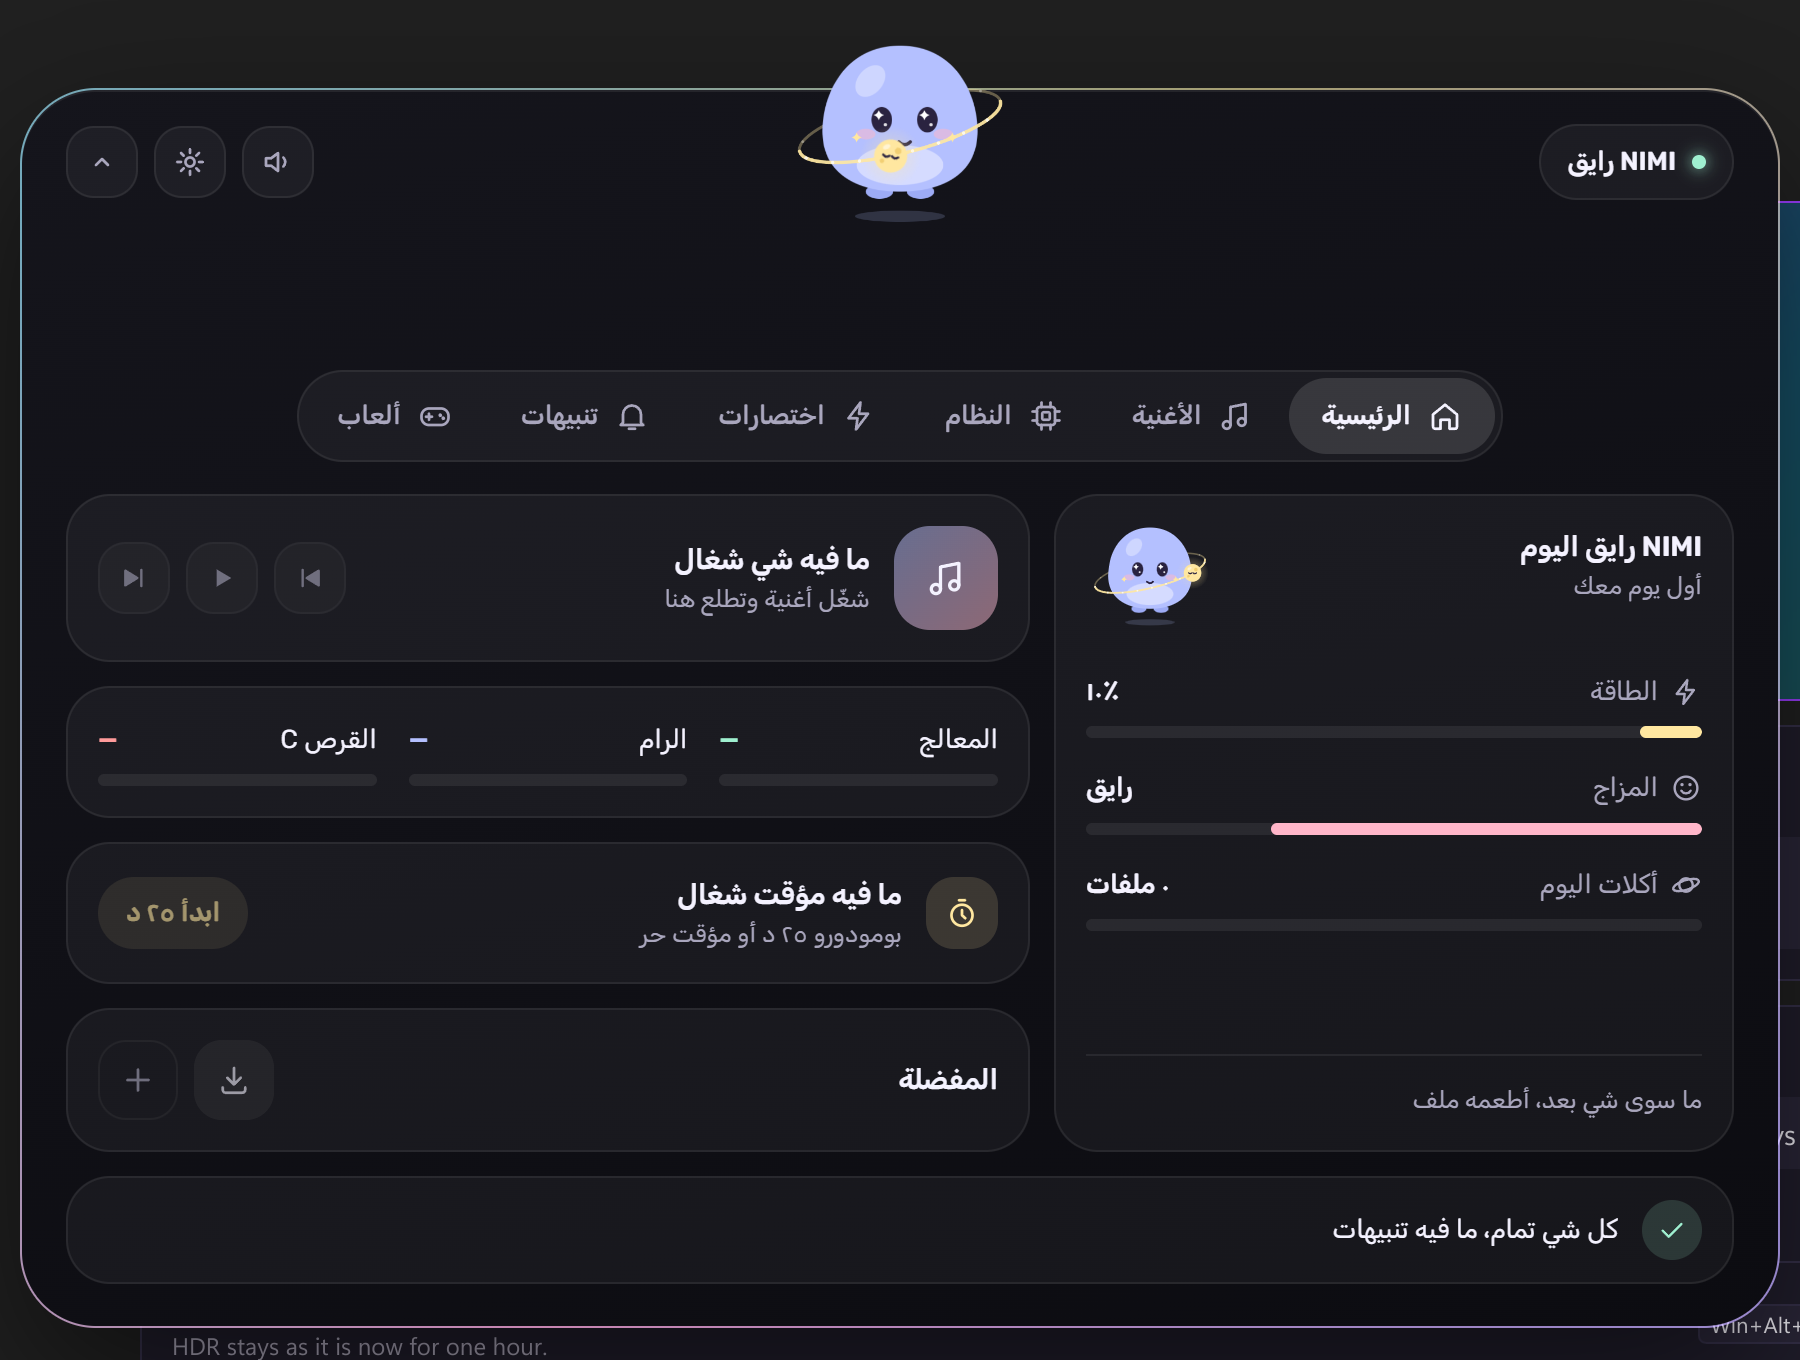 NIMI رايق
الرئيسية
الأغنية
النظام
اختصارات
تنبيهات
ألعاب
NIMI رايق اليوم
أول يوم معك
الطاقة
١٠٪
المزاج
رايق
أكلات اليوم
٠ ملفات
ما سوى شي بعد، أطعمه ملف
ما فيه شي شغال
شغّل أغنية وتطلع هنا
المعالج –
الرام –
القرص C –
ما فيه مؤقت شغال
بومودورو ٢٥ د أو مؤقت حر
ابدأ ٢٥ د
المفضلة
كل شي تمام، ما فيه تنبيهات
HDR stays as it is now for one hour.
Win+Alt+